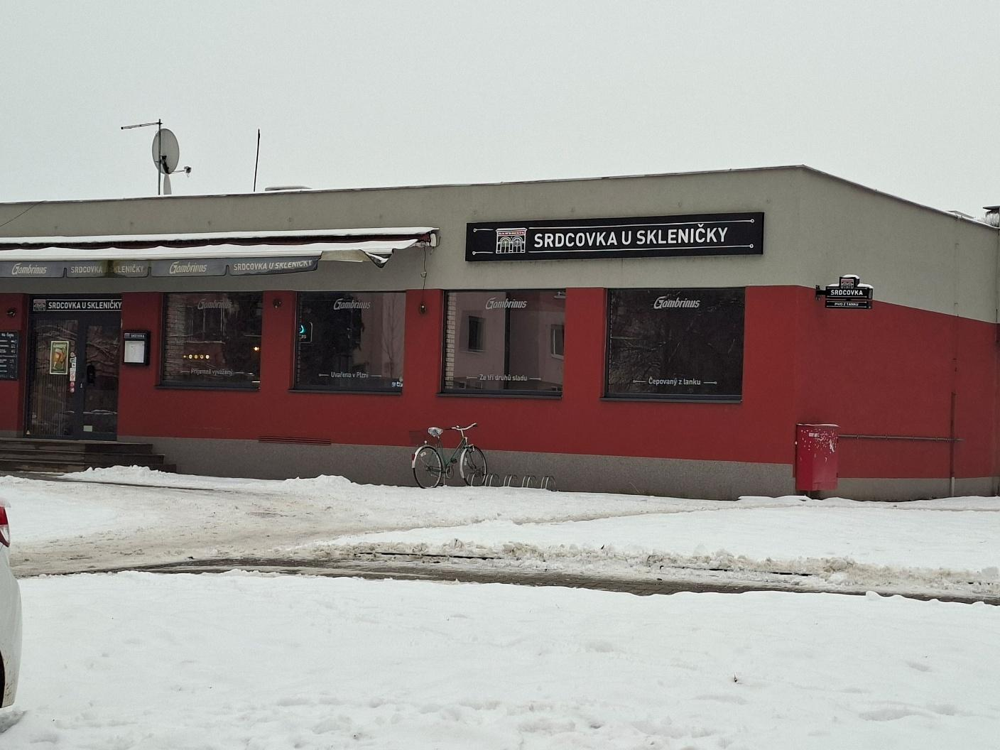 SRDCOVKA U SKLENIČKY
SRDCOVKA
PIVO Z TANKU
Gambrinus
SRDCOVKA U SKLENIČKY
Gambrinus
SRDCOVKA U SKLENIČKY
SRDCOVKA U SKLENIČKY
SRDCOVKA
Gambrinus
Příjemně vyvážený
Gambrinus
Uvařeno v Plzni
Gambrinus
Ze tří druhů sladu
Gambrinus
Čepovaný z tanku